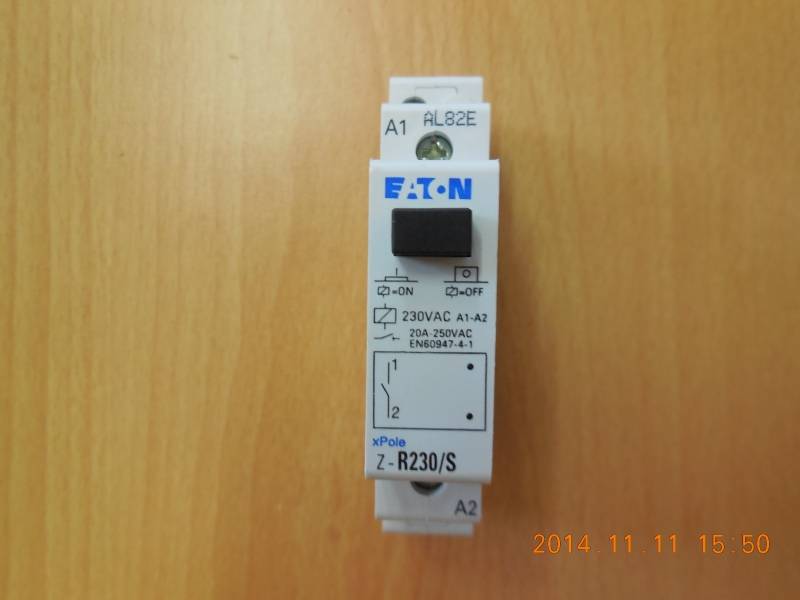 A1 AL82E
EATON
=ON =OFF
230VAC A1-A2
20A-250VAC
EN60947-4-1
1
2
xPole
Z-R230/S
A2
2014.11.11 15:50